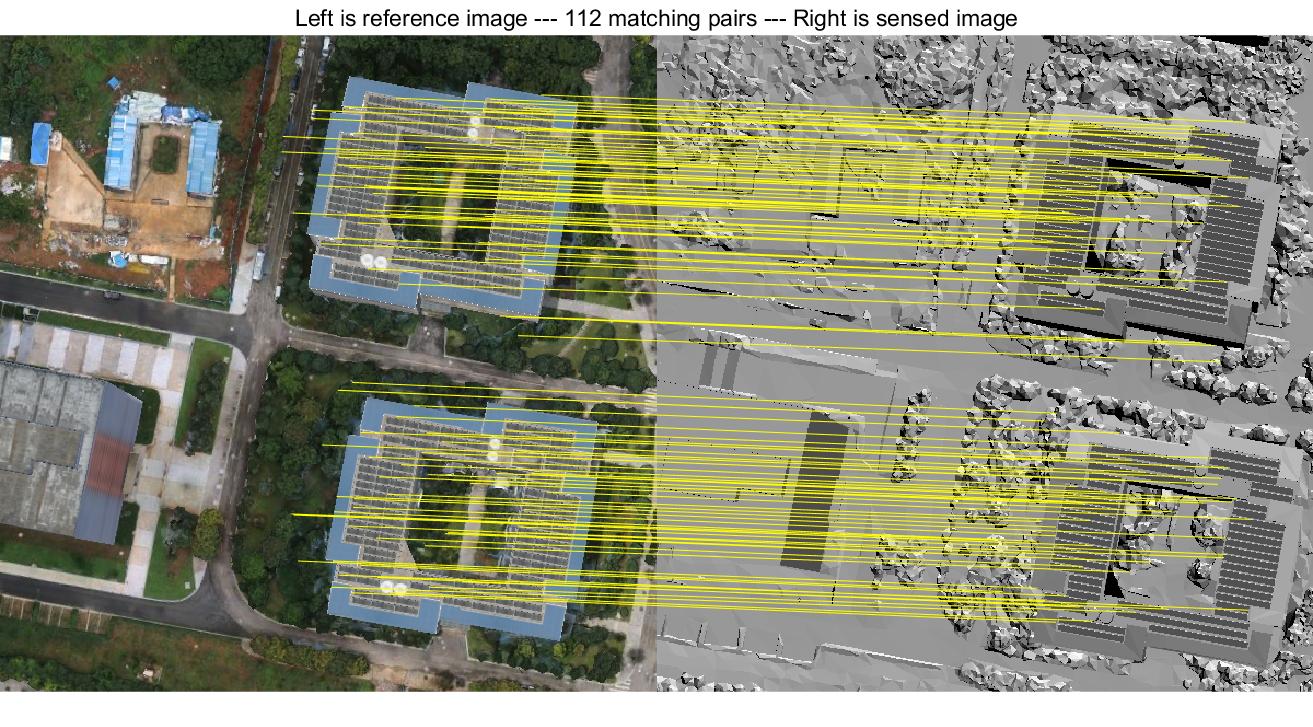 Left is reference image --- 112 matching pairs --- Right is sensed image